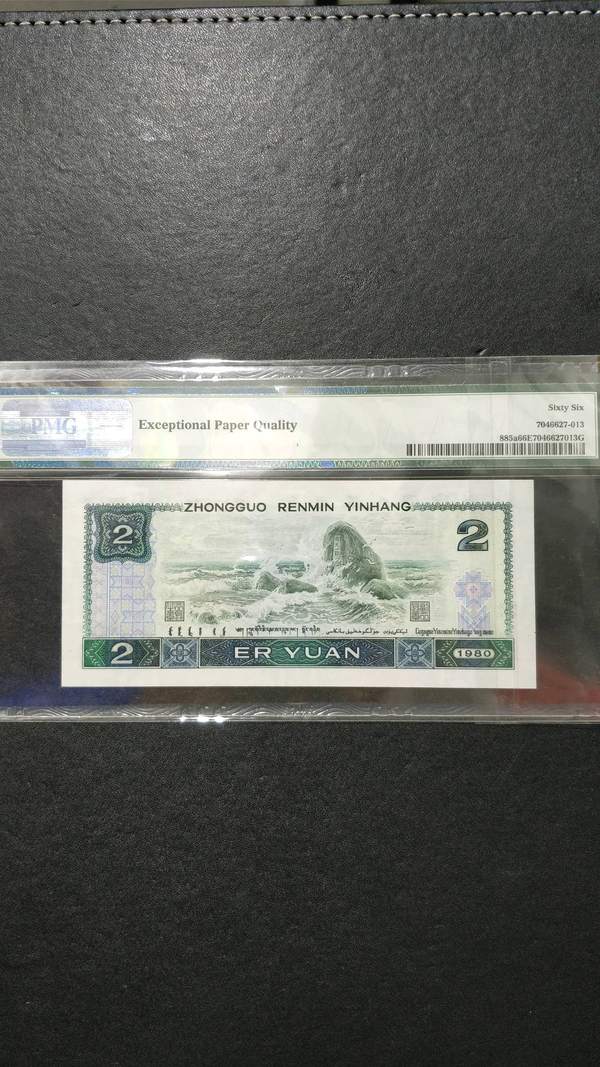 PMG
Exceptional Paper Quality
Sixty Six
7046627-013
885a66E7046627013G
ZHONGGUO RENMIN YINHANG
2
2
2
ER YUAN
1980